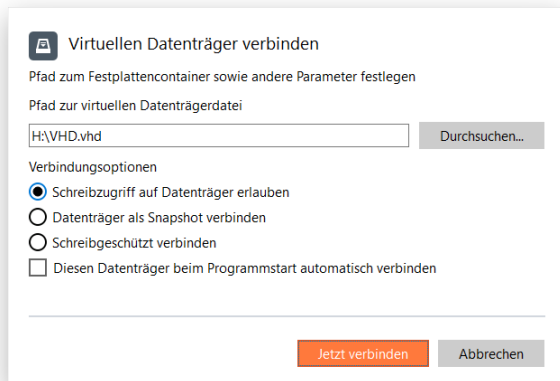 Virtuellen Datenträger verbinden
Pfad zum Festplattencontainer sowie andere Parameter festlegen
Pfad zur virtuellen Datenträgerdatei
H:\VHD.vhd
Durchsuchen...
Verbindungsoptionen
Schreibzugriff auf Datenträger erlauben
Datenträger als Snapshot verbinden
Schreibgeschützt verbinden
Diesen Datenträger beim Programmstart automatisch verbinden
Jetzt verbinden
Abbrechen